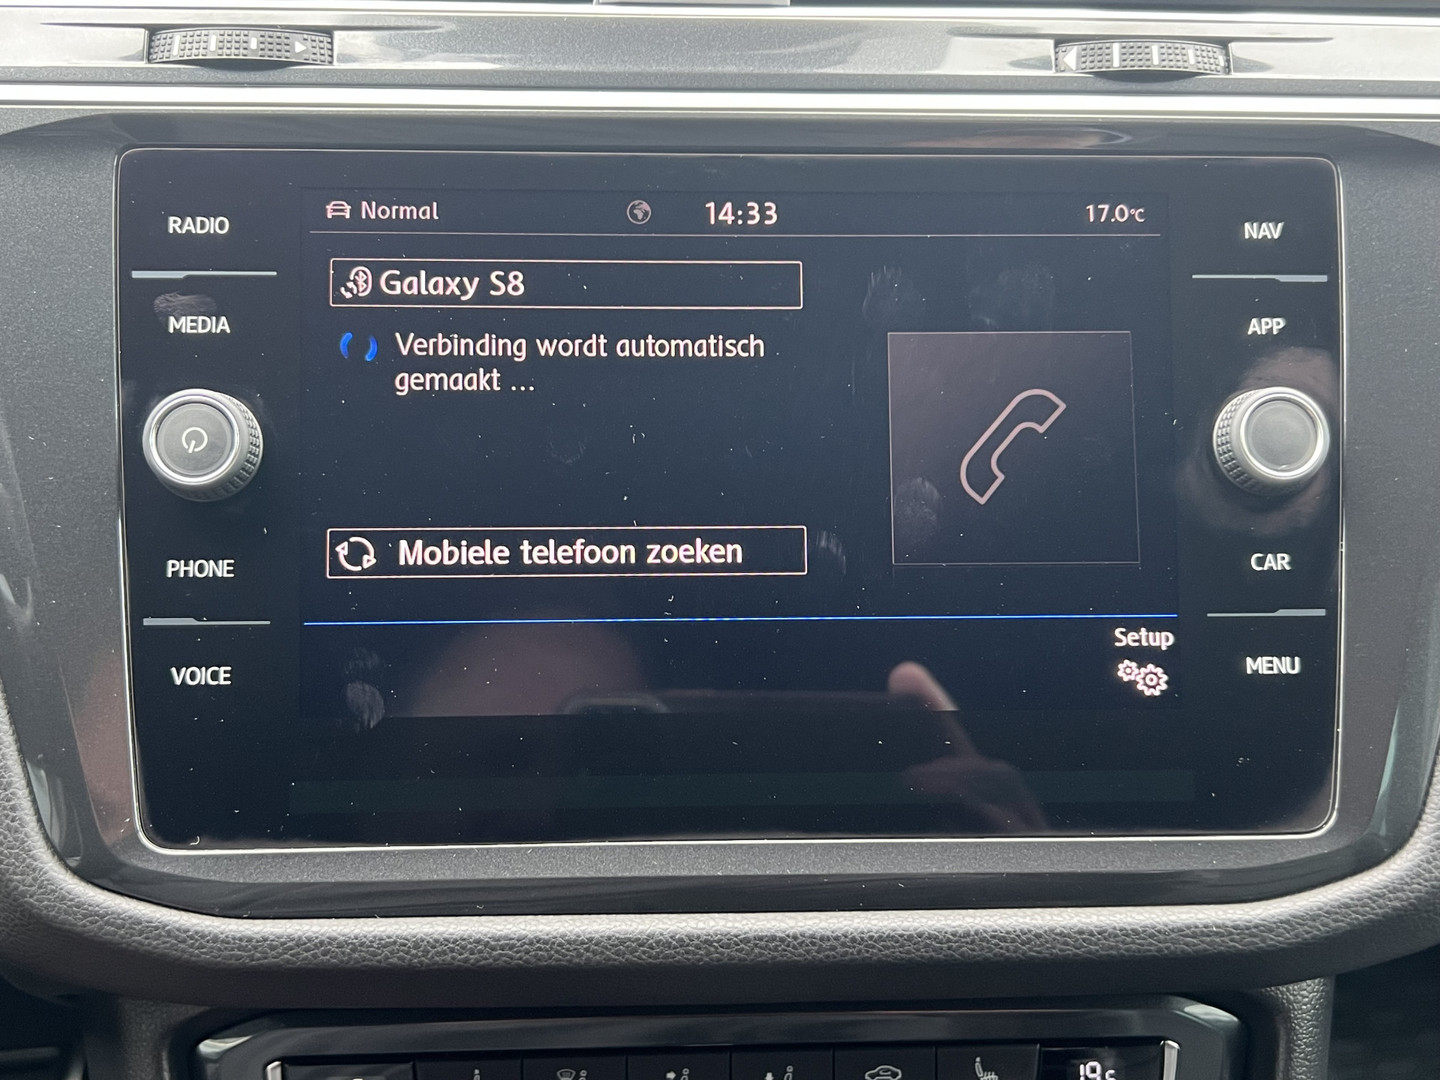 RADIO
MEDIA
PHONE
VOICE
Normal
14:33
17.0°C
Galaxy S8
Verbinding wordt automatisch
gemaakt ...
Mobiele telefoon zoeken
Setup
NAV
APP
CAR
MENU